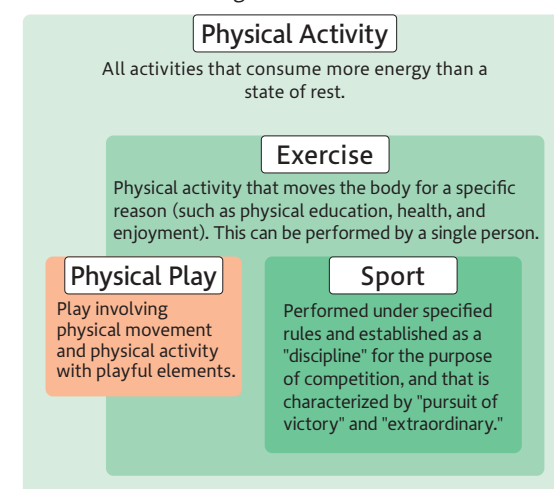 Physical Activity
All activities that consume more energy than a
state of rest.
Exercise
Physical activity that moves the body for a specific
reason (such as physical education, health, and
enjoyment). This can be performed by a single person.
Physical Play
Play involving
physical movement
and physical activity
with playful elements.
Sport
Performed under specified
rules and established as a
"discipline" for the purpose
of competition, and that is
characterized by "pursuit of
victory" and "extraordinary."